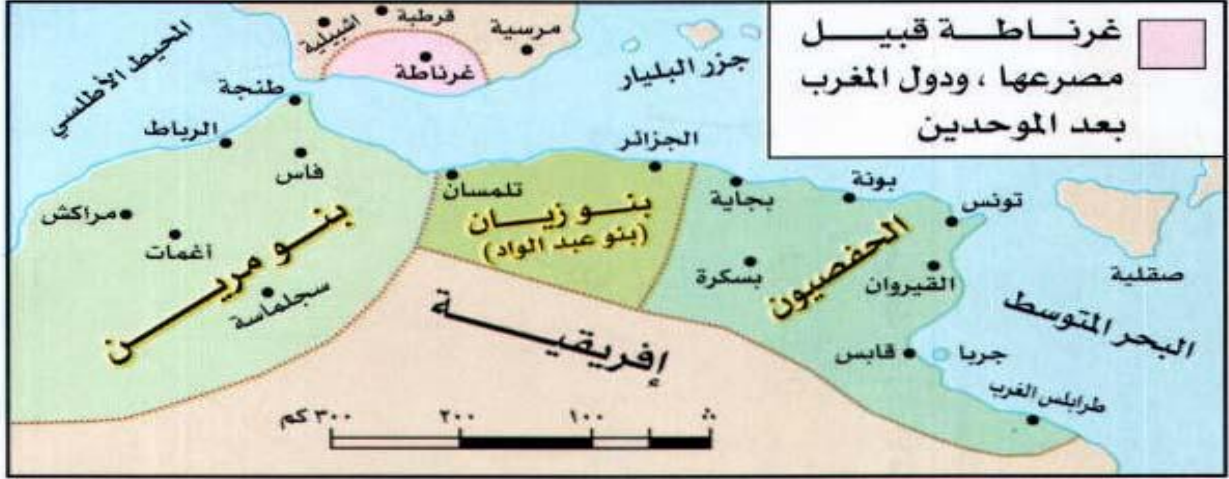 غرناطة قبيل
مصرعها ، ودول المغرب
بعد الموحدين
المحيط الأطلسي
اشبيلية
قرطبة
مرسية
غرناطة
جزر البليار
طنجة
الرباط
فاس
مراكش
أغمات
سجلماسة
بنو مرين
تلمسان
الجزائر
بنو زيان
(بنو عبد الواد)
بجاية
بونة
تونس
بسكرة
القيروان
الحفصيون
قابس
جربا
طرابلس الغرب
صقلية
البحر المتوسط
إفريقية
٣٠٠ كم
٢٠٠
١٠٠